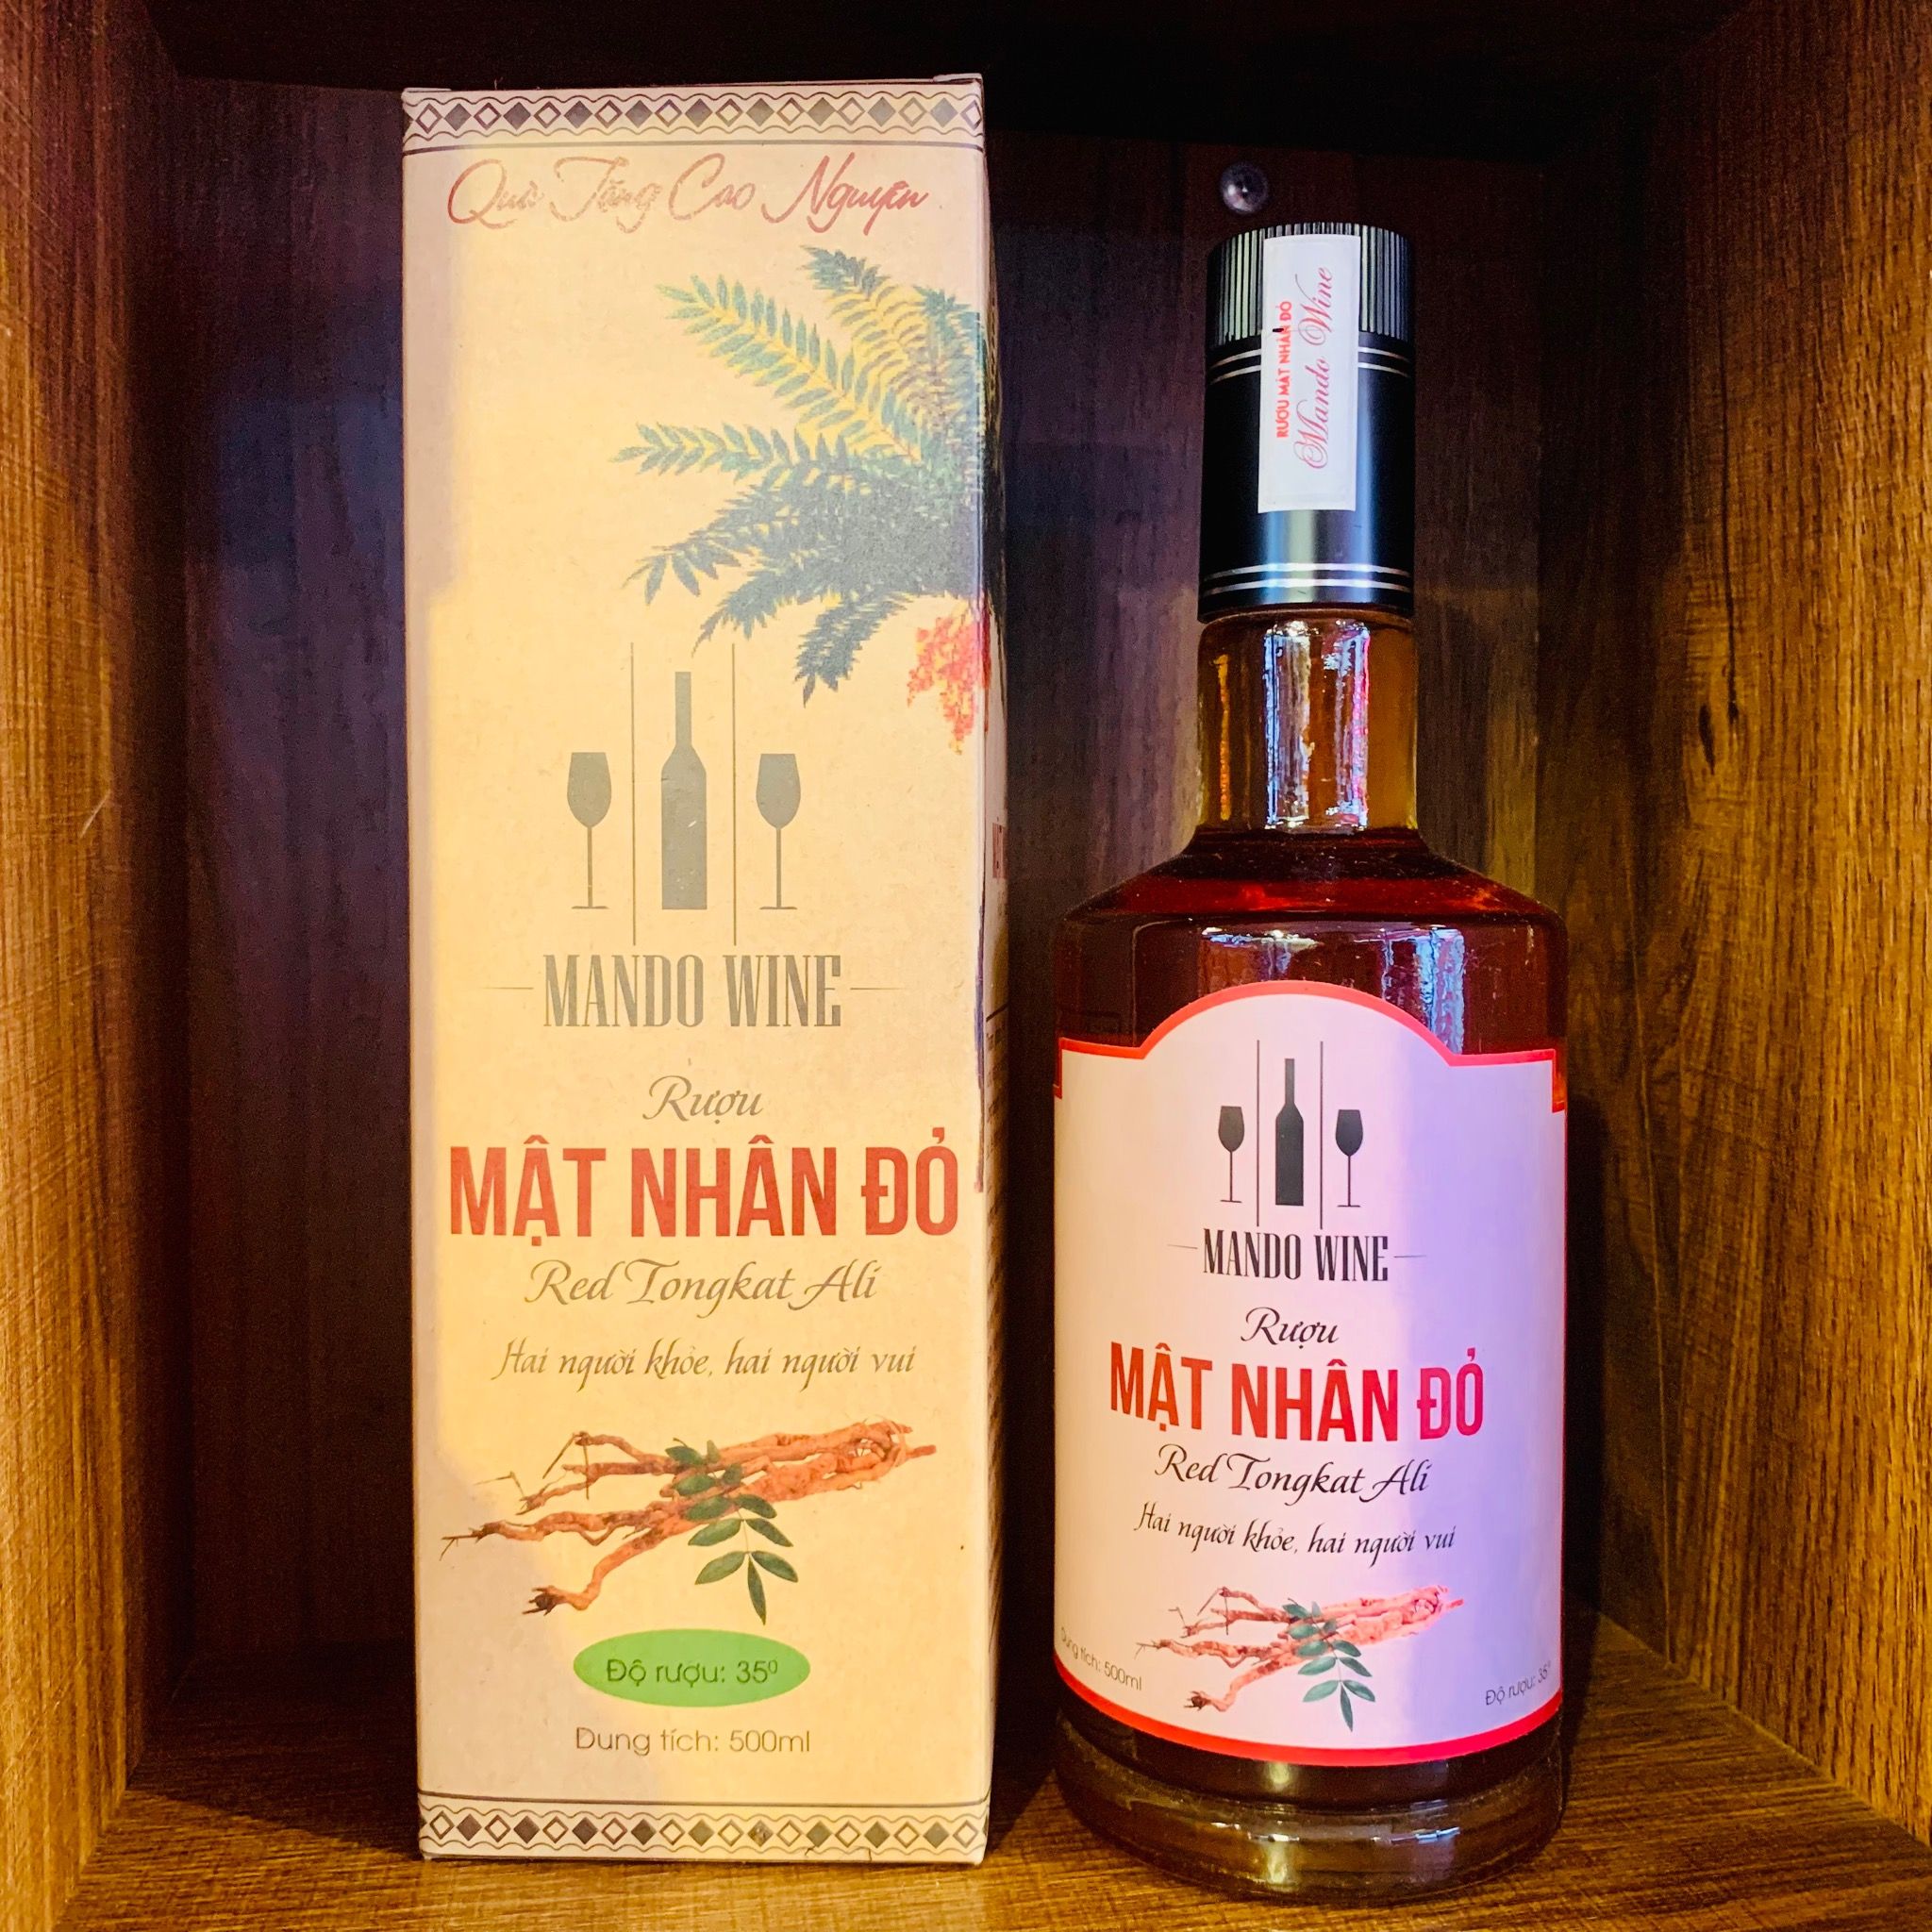 Quà Tặng Cao Nguyên
MANDO WINE
Rượu
MẬT NHÂN ĐỎ
Red Tongkat Ali
Hai người khỏe, hai người vui
Độ rượu: 35⁰
Dung tích: 500ml
RƯỢU MẬT NHÂN ĐỎ
Mando Wine
MANDO WINE
Rượu
MẬT NHÂN ĐỎ
Red Tongkat Ali
Hai người khỏe, hai người vui
Dung tích: 500ml
Độ rượu: 35⁰